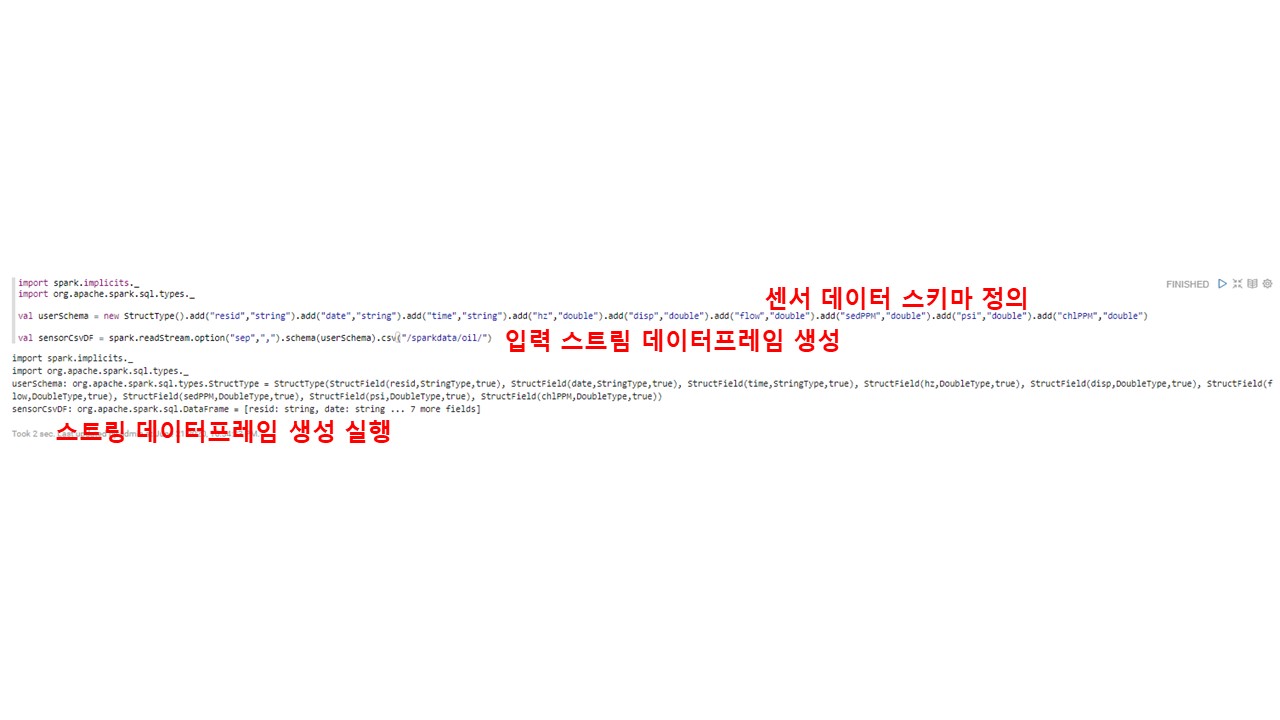 import spark.implicits._
FINISHED
import org.apache.spark.sql.types._
센서 데이터 스키마 정의
val userSchema = new StructType().add("resid","string").add("date","string").add("time","string").add("hz","double").add("disp","double").add("flow","double").add("sedPPM","double").add("psi","double").add("chlPPM","double")
val sensorCsvDF = spark.readStream.option("sep",",").schema(userSchema).csv("/sparkdata/oil/")
입력 스트림 데이터프레임 생성
import spark.implicits._
import org.apache.spark.sql.types._
userSchema: org.apache.spark.sql.types.StructType = StructType(StructField(resid,StringType,true), StructField(date,StringType,true), StructField(time,StringType,true), StructField(hz,DoubleType,true), StructField(disp,DoubleType,true), StructField(f
low,DoubleType,true), StructField(sedPPM,DoubleType,true), StructField(psi,DoubleType,true), StructField(chlPPM,DoubleType,true))
sensorCsvDF: org.apache.spark.sql.DataFrame = [resid: string, date: string ... 7 more fields]
Took 2 sec.
스트링 데이터프레임 생성 실행